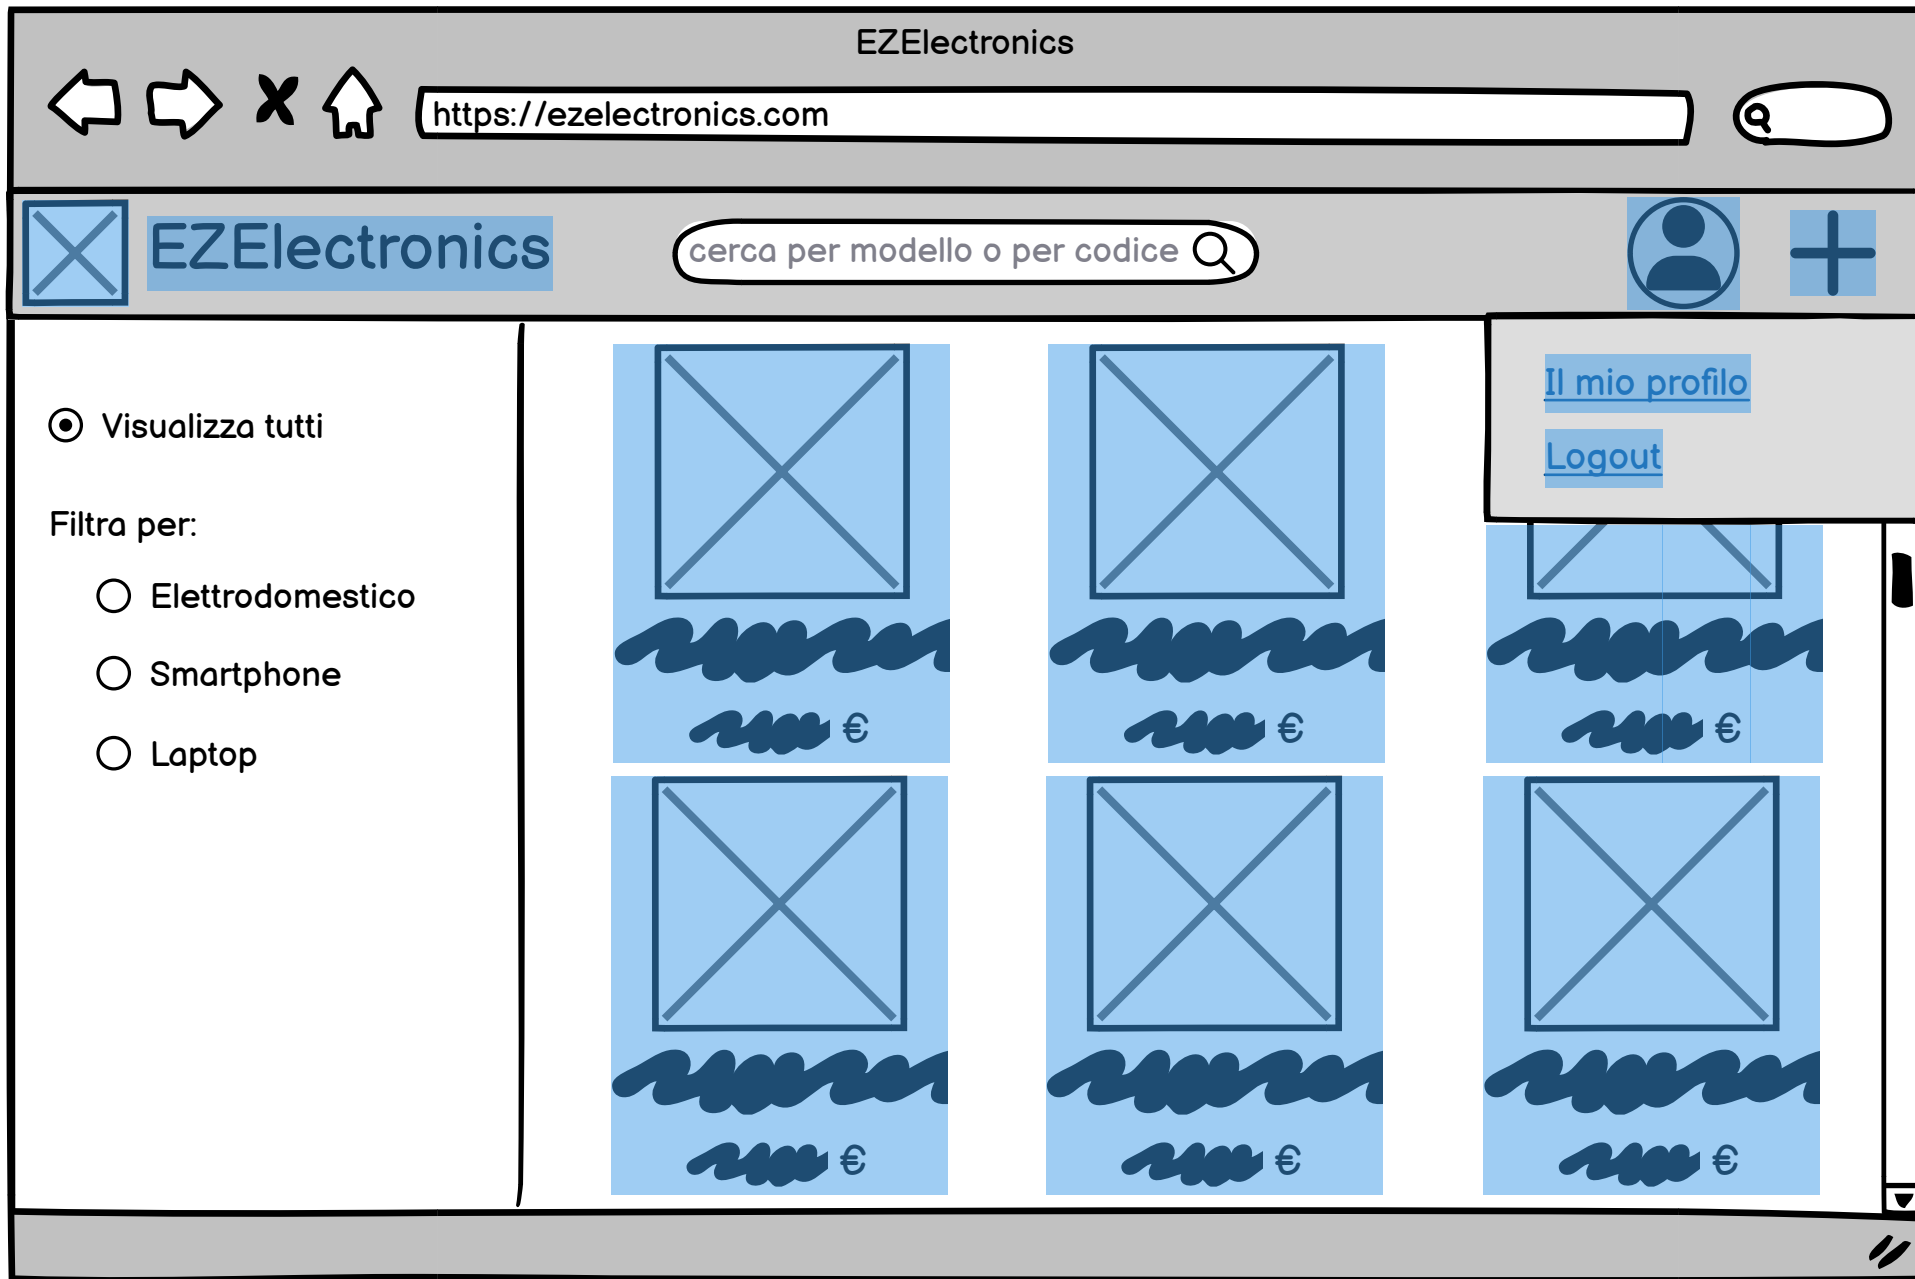 EZElectronics
https://ezelectronics.com
EZElectronics
cerca per modello o per codice
Il mio profilo
Logout
Visualizza tutti
Filtra per:
Elettrodomestico
Smartphone
Laptop
€
€
€
€
€
€